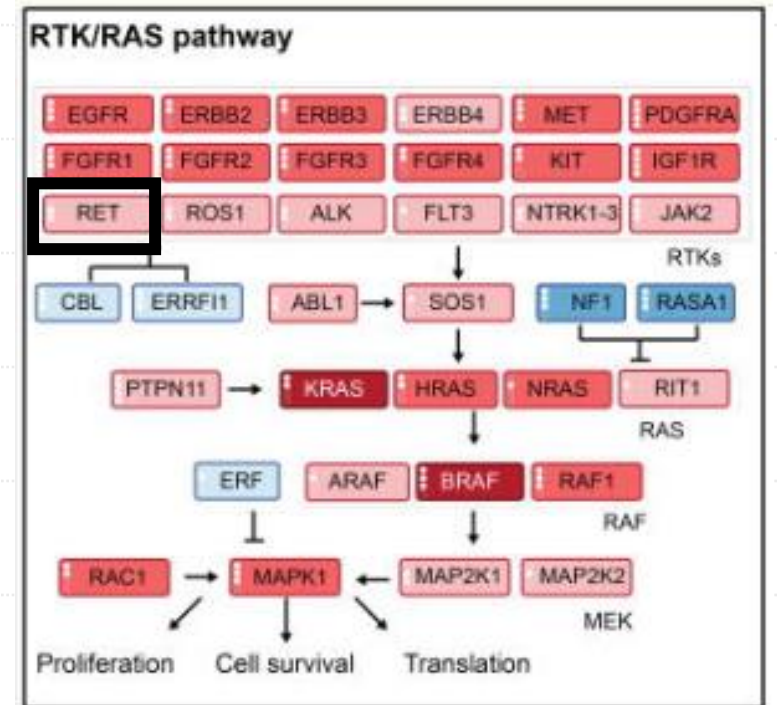 RTK/RAS pathway
EGFR ERBB2 ERBB3 ERBB4 MET PDGFRA
FGFR1 FGFR2 FGFR3 FGFR4 KIT IGF1R
RET ROS1 ALK FLT3 NTRK1-3 JAK2
RTKs
CBL ERRFI1 ABL1 SOS1 NF1 RASA1
PTPN11 KRAS HRAS NRAS RIT1
RAS
ERF ARAF BRAF RAF1
RAF
RAC1 MAPK1 MAP2K1 MAP2K2
MEK
Proliferation Cell survival Translation